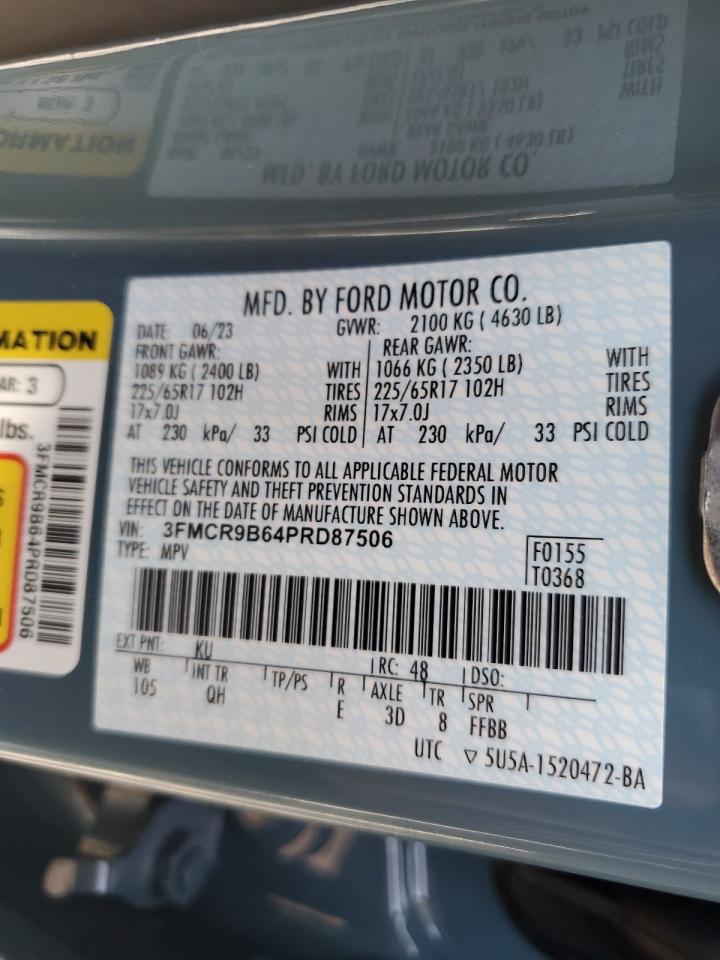 MFD. BY FORD MOTOR CO.
DATE: 06/23 GVWR: 2100 KG ( 4630 LB)
FRONT GAWR: REAR GAWR:
1089 KG ( 2400 LB) WITH 1066 KG ( 2350 LB) WITH
225/65R17 102H TIRES 225/65R17 102H TIRES
17x7.0J RIMS 17x7.0J RIMS
AT 230 kPa/ 33 PSI COLD AT 230 kPa/ 33 PSI COLD
THIS VEHICLE CONFORMS TO ALL APPLICABLE FEDERAL MOTOR
VEHICLE SAFETY AND THEFT PREVENTION STANDARDS IN
EFFECT ON THE DATE OF MANUFACTURE SHOWN ABOVE.
VIN: 3FMCR9B64PRD87506
TYPE: MPV
F0155
T0368
EXT PNT: KU RC: 48 DSO:
WB INT TR TP/PS R AXLE TR SPR
105 QH E 3D 8 FFBB
UTC ▽ 5U5A-1520472-BA
MATION
AR: 3
lbs.
3FMCR9B64PRD87506